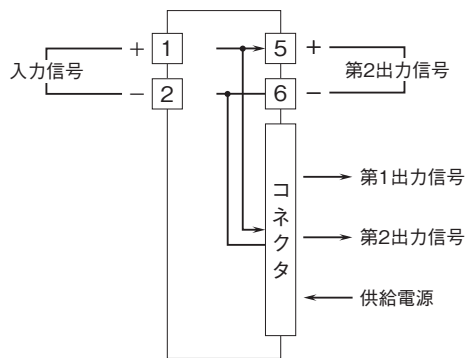 入力信号
+ 1
− 2
5 +
6 −
第2出力信号
コネクタ
第1出力信号
第2出力信号
供給電源